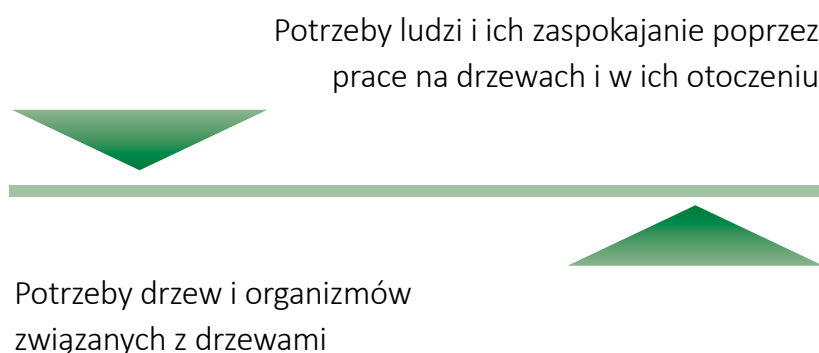 Potrzeby ludzi i ich zaspokajanie poprzez
prace na drzewach i w ich otoczeniu
Potrzeby drzew i organizmów
związanych z drzewami